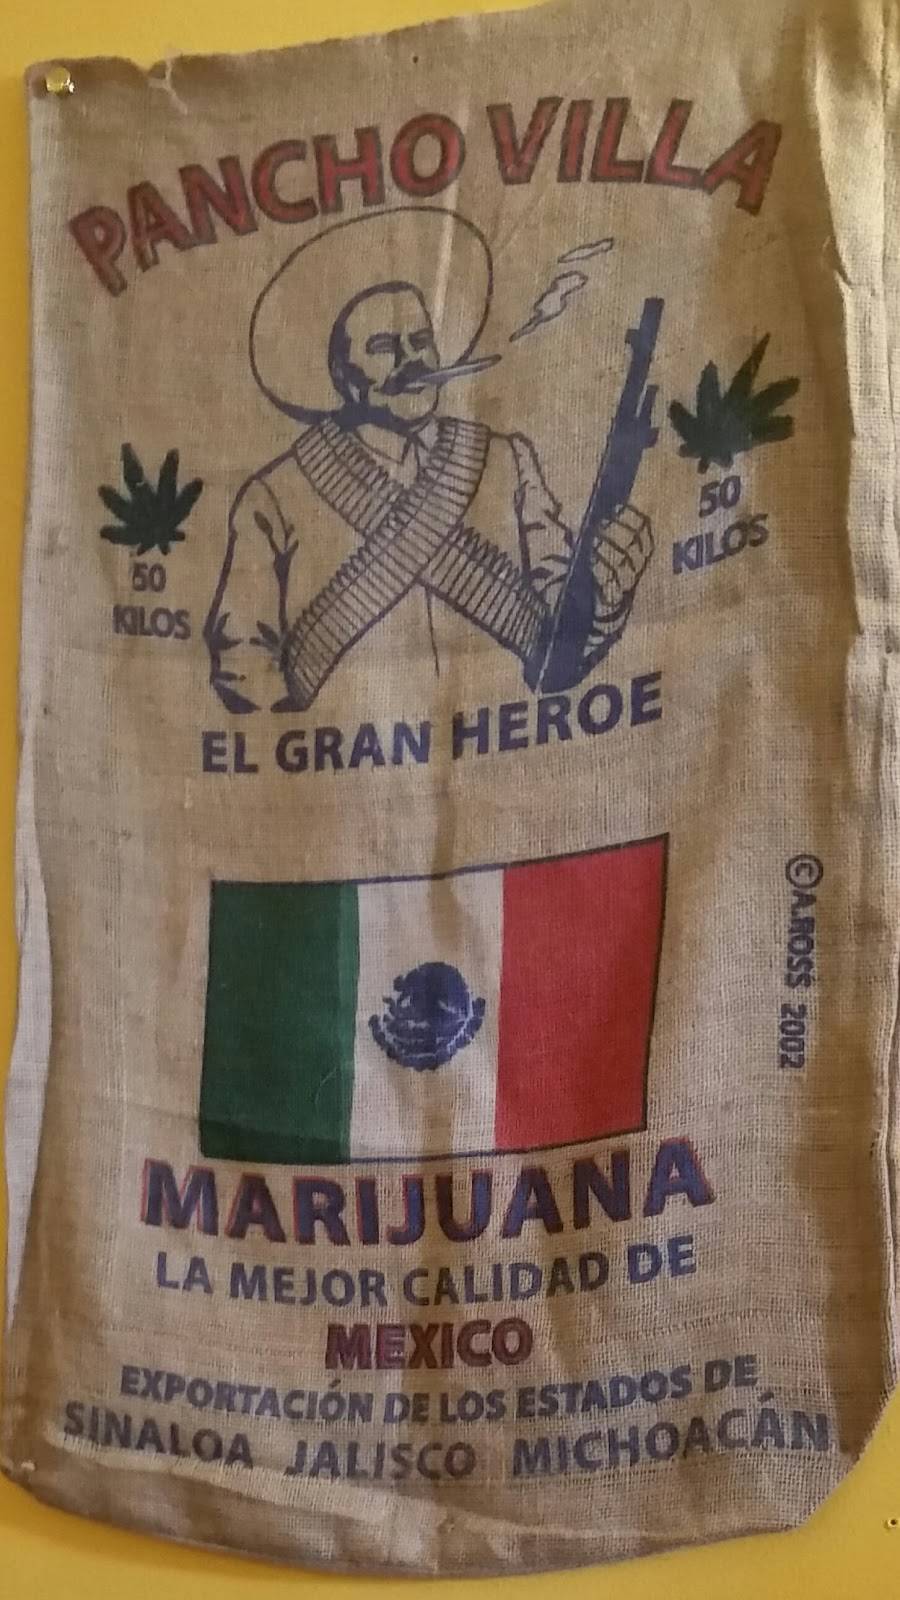 PANCHO VILLA
50
KILOS
50
KILOS
EL GRAN HEROE
©A.ROSS 2002
MARIJUANA
LA MEJOR CALIDAD DE
MEXICO
EXPORTACIÓN DE LOS ESTADOS DE
SINALOA JALISCO MICHOACÁN